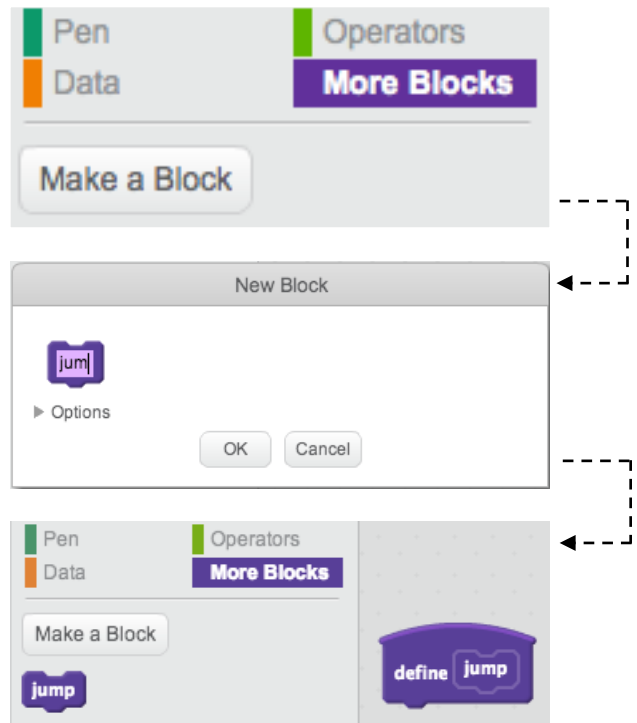 Pen Operators
Data More Blocks
Make a Block
New Block
jum
Options
OK Cancel
Pen Operators
Data More Blocks
Make a Block
jump
define jump